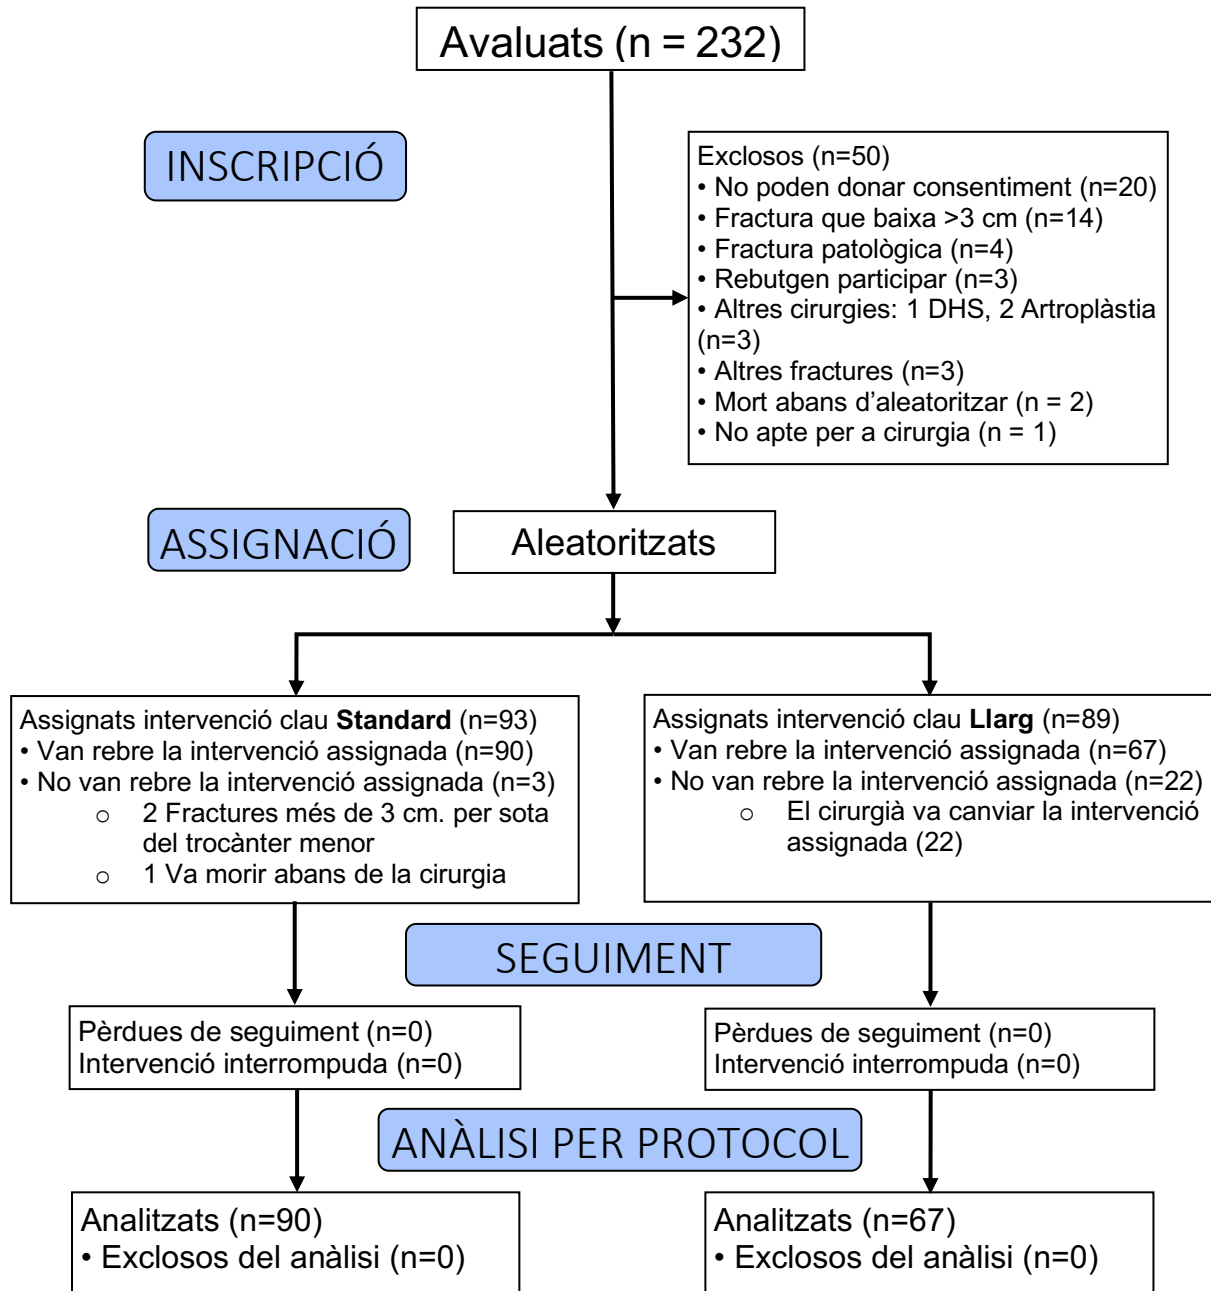 Avaluats (n = 232)
INSCRIPCIÓ
Exclosos (n=50)
• No poden donar consentiment (n=20)
• Fractura que baixa >3 cm (n=14)
• Fractura patològica (n=4)
• Rebutgen participar (n=3)
• Altres cirurgies: 1 DHS, 2 Artroplàstia
(n=3)
• Altres fractures (n=3)
• Mort abans d’aleatoritzar (n = 2)
• No apte per a cirurgia (n = 1)
ASSIGNACIÓ
Aleatoritzats
Assignats intervenció clau Standard (n=93)
• Van rebre la intervenció assignada (n=90)
• No van rebre la intervenció assignada (n=3)
o 2 Fractures més de 3 cm. per sota
del trocànter menor
o 1 Va morir abans de la cirurgia
Assignats intervenció clau Llarg (n=89)
• Van rebre la intervenció assignada (n=67)
• No van rebre la intervenció assignada (n=22)
o El cirurgià va canviar la intervenció
assignada (22)
SEGUIMENT
Pèrdues de seguiment (n=0)
Intervenció interrompuda (n=0)
Pèrdues de seguiment (n=0)
Intervenció interrompuda (n=0)
ANÀLISI PER PROTOCOL
Analitzats (n=90)
• Exclosos del anàlisi (n=0)
Analitzats (n=67)
• Exclosos del anàlisi (n=0)